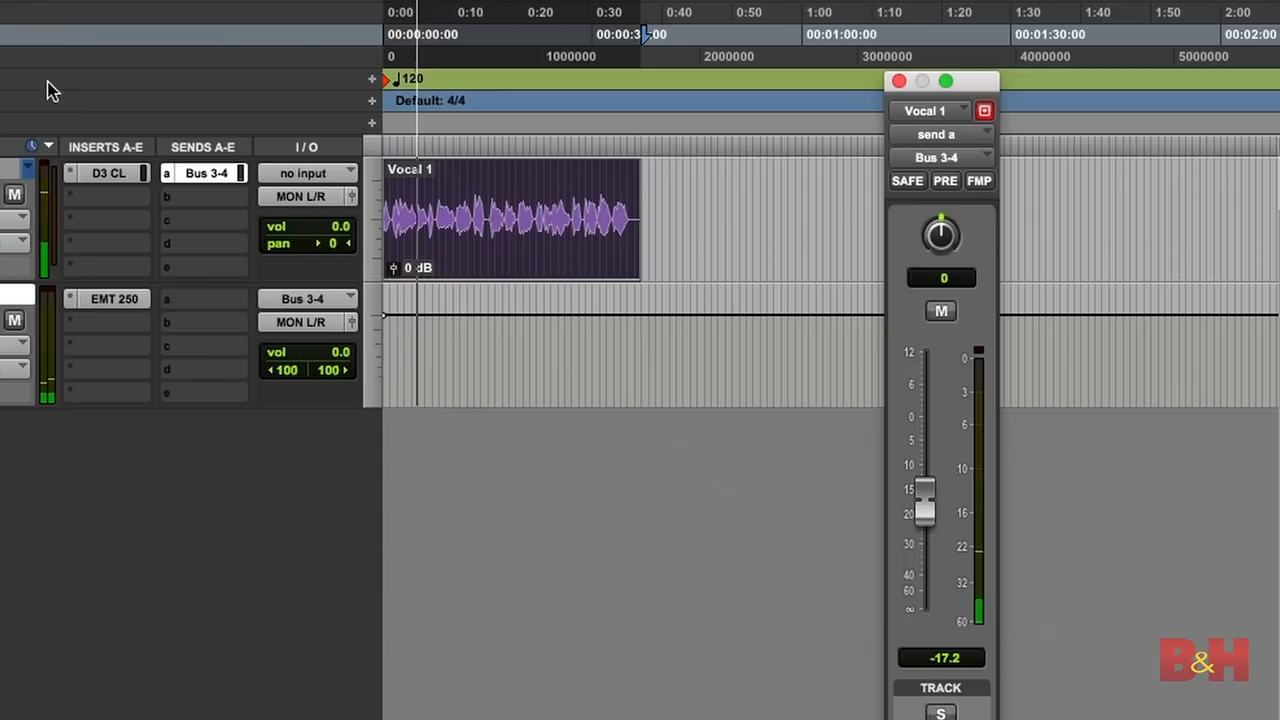 0:00 0:10 0:20 0:30 0:40 0:50 1:00 1:10 1:20 1:30 1:40 1:50 2:00
00:00:00:00 00:00:3 :00 00:01:00:00 00:01:30:00 00:02:00
0 1000000 2000000 3000000 4000000 5000000
+ 120
+ Default: 4/4
+
INSERTS A-E SENDS A-E I / O
D3 CL a Bus 3-4 no input
M b MON L/R
c vol 0.0
d pan 0
e
Vocal 1
0 dB
EMT 250 a Bus 3-4
M b MON L/R
c vol 0.0
d 100 100
e
Vocal 1
send a
Bus 3-4
SAFE PRE FMP
0
M
12 0
6 3
0 6
5
10 10
15
20 16
30 22
40 32
60
∞ 60
-17.2
TRACK
S
B&H